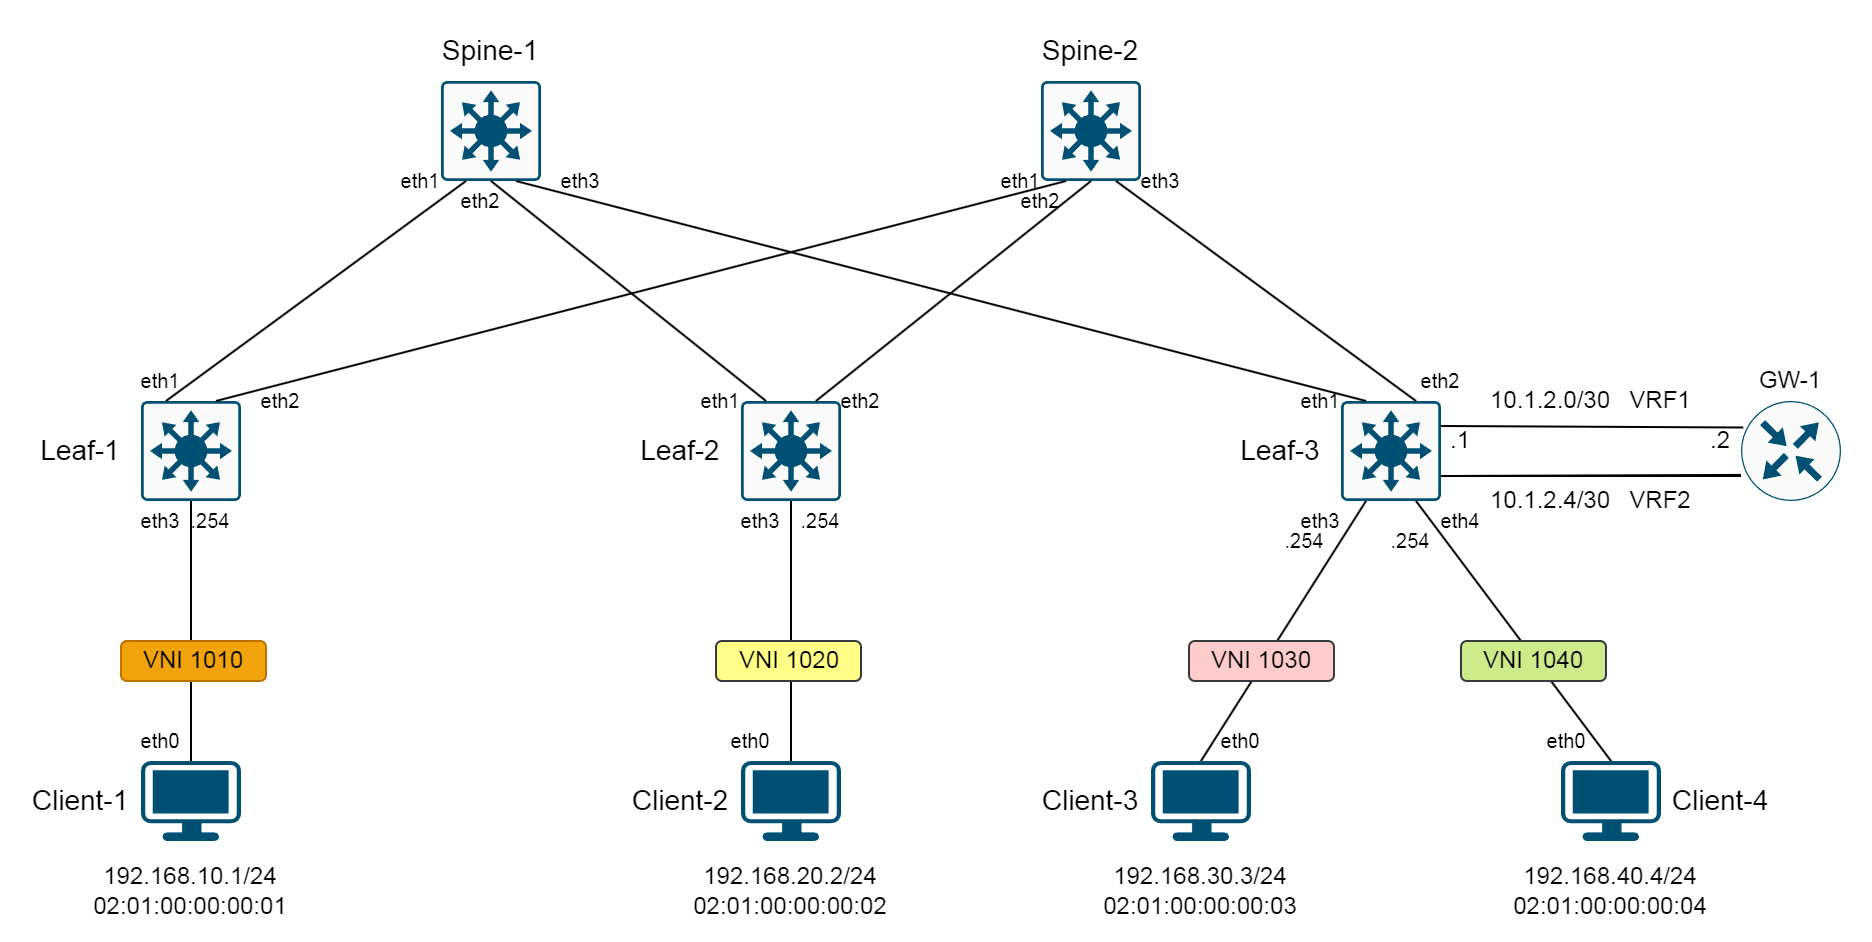 Spine-1
Spine-2
eth1
eth2
eth3
eth1
eth2
eth3
eth1
eth2
eth1
eth2
eth1
eth2
10.1.2.0/30 VRF1
GW-1
Leaf-1
Leaf-2
Leaf-3
.1
.2
10.1.2.4/30 VRF2
eth3 .254
eth3 .254
eth3
.254
eth4
.254
VNI 1010
VNI 1020
VNI 1030
VNI 1040
eth0
eth0
eth0
eth0
Client-1
Client-2
Client-3
Client-4
192.168.10.1/24
02:01:00:00:00:01
192.168.20.2/24
02:01:00:00:00:02
192.168.30.3/24
02:01:00:00:00:03
192.168.40.4/24
02:01:00:00:00:04